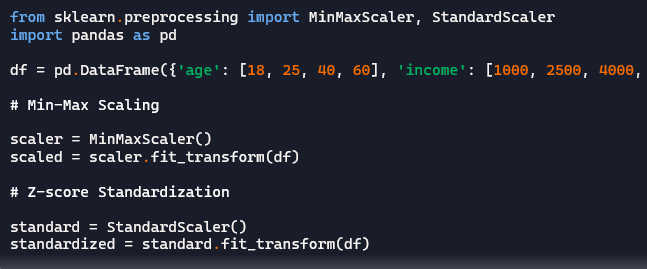 from sklearn.preprocessing import MinMaxScaler, StandardScaler
import pandas as pd
df = pd.DataFrame({'age': [18, 25, 40, 60], 'income': [1000, 2500, 4000,
# Min-Max Scaling
scaler = MinMaxScaler()
scaled = scaler.fit_transform(df)
# Z-score Standardization
standard = StandardScaler()
standardized = standard.fit_transform(df)